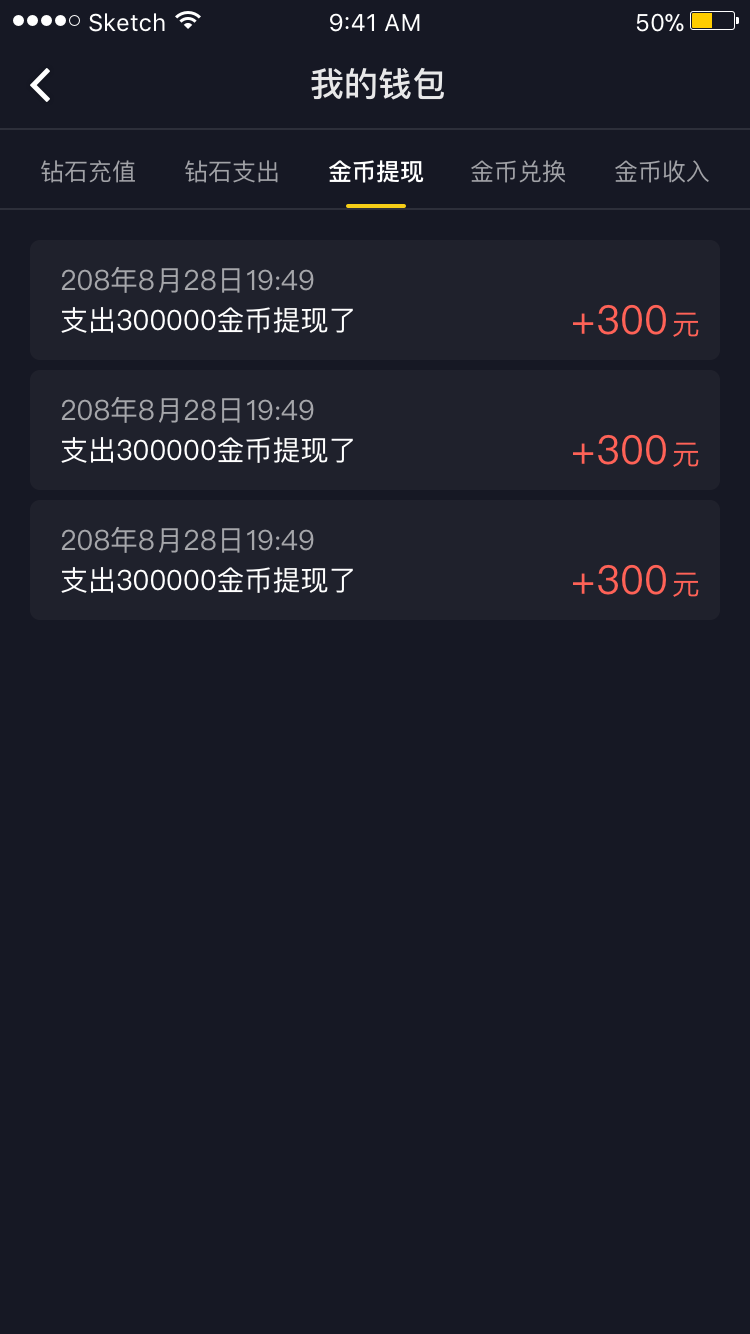 Sketch 9:41 AM 50%
我的钱包
钻石充值 钻石支出 金币提现 金币兑换 金币收入
208年8月28日19:49
支出300000金币提现了 +300元
208年8月28日19:49
支出300000金币提现了 +300元
208年8月28日19:49
支出300000金币提现了 +300元